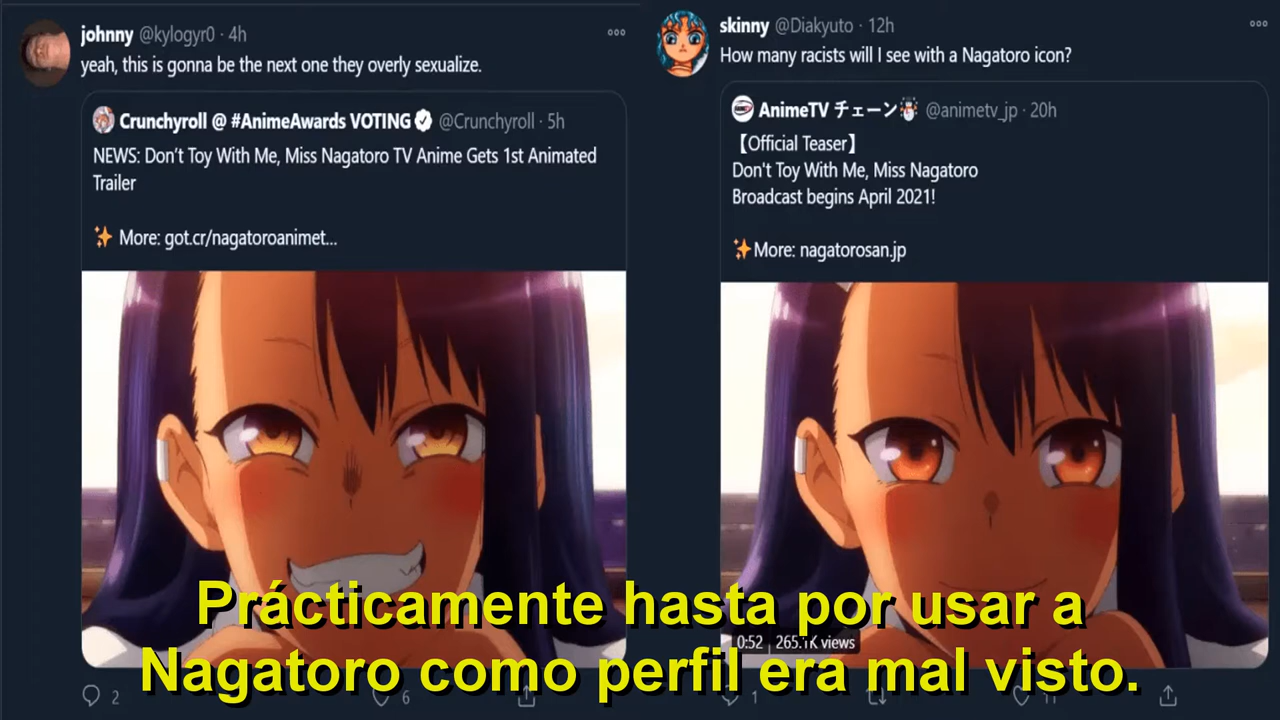 johnny @kylogyr0 · 4h
yeah, this is gonna be the next one they overly sexualize.
Crunchyroll @ #AnimeAwards VOTING @Crunchyroll · 5h
NEWS: Don't Toy With Me, Miss Nagatoro TV Anime Gets 1st Animated
Trailer
✨ More: got.cr/nagatoroanimet...
2
6
skinny @Diakyuto · 12h
How many racists will I see with a Nagatoro icon?
AnimeTV チェーン☃ @animetv_jp · 20h
【Official Teaser】
Don't Toy With Me, Miss Nagatoro
Broadcast begins April 2021!
✨More: nagatorosan.jp
0:52 265.1K views
1
11
Prácticamente hasta por usar a
Nagatoro como perfil era mal visto.